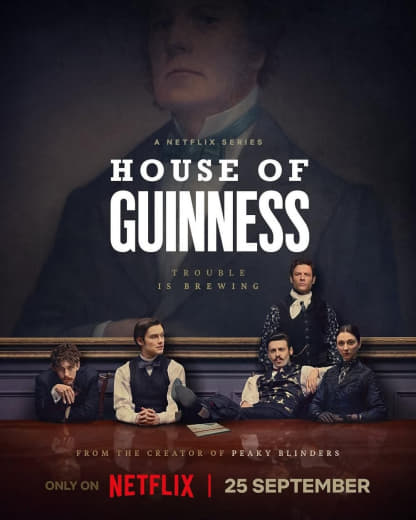 A NETFLIX SERIES
HOUSE OF
GUINNESS
TROUBLE
IS BREWING
FROM THE CREATOR OF PEAKY BLINDERS
ONLY ON NETFLIX | 25 SEPTEMBER